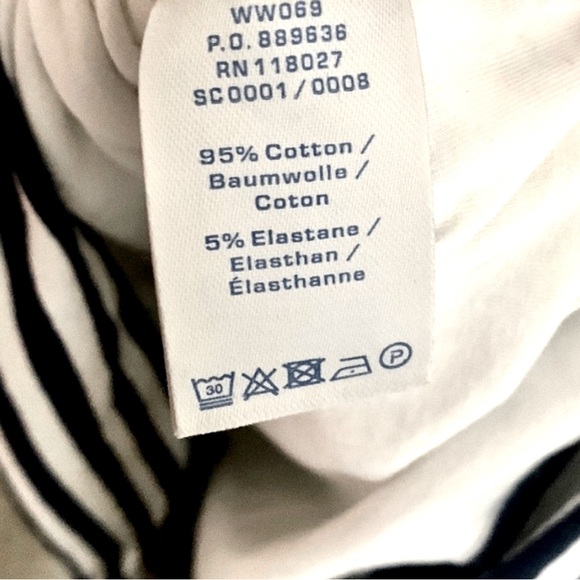 WW069
P.O. 889636
RN 118027
SC0001/0008
95% Cotton /
Baumwolle /
Coton
5% Elastane /
Elasthan /
Élasthanne
30
P